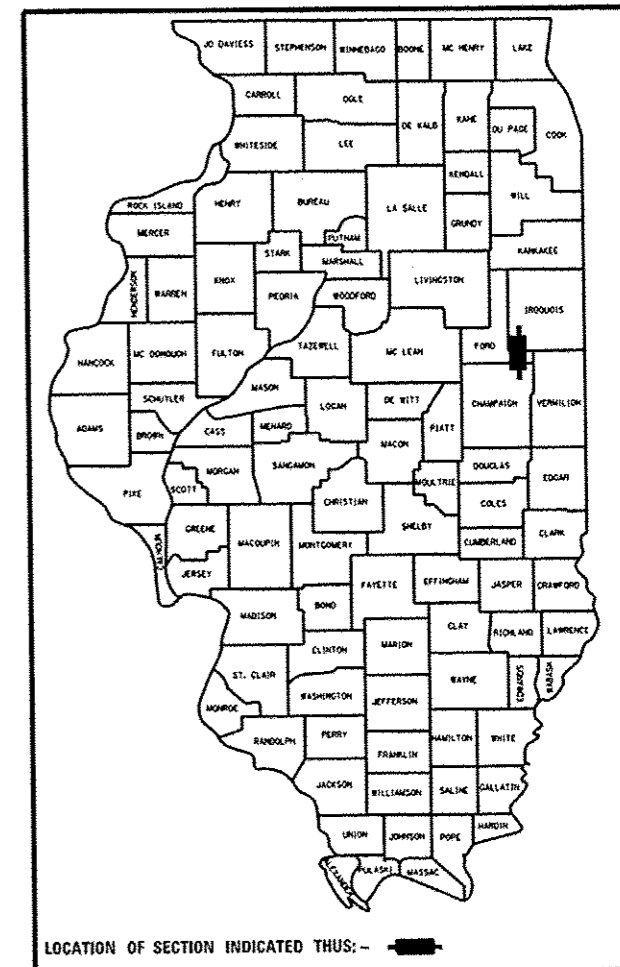 JO DAVIESS STEPHENSON WINNEBAGO BOONE MC HENRY LAKE
CARROLL OGLE DE KALB KANE DU PAGE COOK
WHITESIDE LEE KENDALL WILL
ROCK ISLAND HENRY BUREAU LA SALLE GRUNDY
MERCER STARK PUTNAM MARSHALL KANKAKEE
HENDERSON WARREN KNOX PEORIA WOODFORD LIVINGSTON IROQUOIS
HANCOCK MC DONOUGH FULTON TAZEWELL MC LEAN FORD
SCHUYLER MASON LOGAN DE WITT CHAMPAIGN VERMILION
ADAMS BROWN CASS MENARD MACON PIATT
PIKE SCOTT MORGAN SANGAMON CHRISTIAN MOULTRIE DOUGLAS EDGAR
COLES
CALHOUN GREENE MACOUPIN MONTGOMERY SHELBY CUMBERLAND CLARK
JERSEY FAYETTE EFFINGHAM JASPER CRAWFORD
MADISON BOND CLAY RICHLAND LAWRENCE
CLINTON MARION
ST. CLAIR WASHINGTON JEFFERSON WAYNE EDWARDS WABASH
MONROE
RANDOLPH PERRY FRANKLIN HAMILTON WHITE
JACKSON WILLIAMSON SALINE GALLATIN
UNION JOHNSON POPE HARDIN
ALEXANDER PULASKI MASSAC
LOCATION OF SECTION INDICATED THUS: -